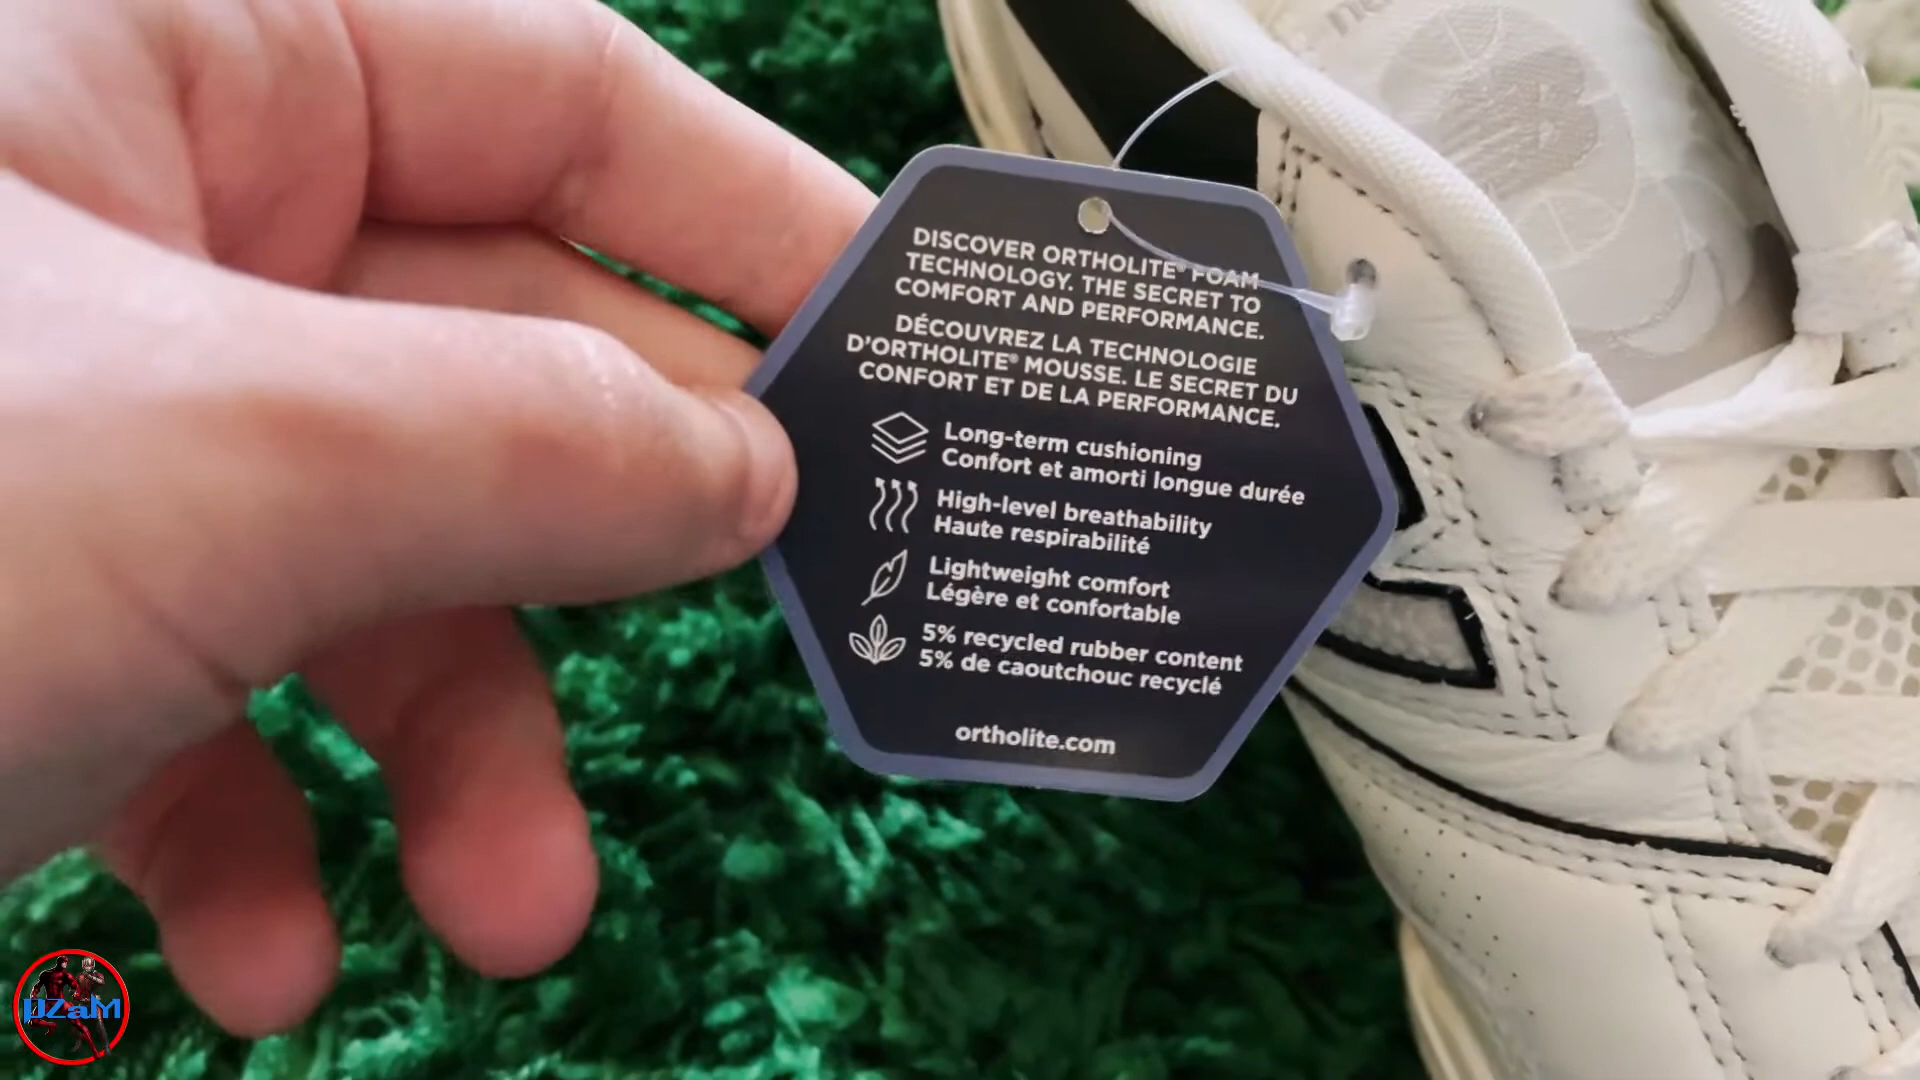 DISCOVER ORTHOLITE® FOAM
TECHNOLOGY. THE SECRET TO
COMFORT AND PERFORMANCE.
DÉCOUVREZ LA TECHNOLOGIE
D'ORTHOLITE® MOUSSE. LE SECRET DU
CONFORT ET DE LA PERFORMANCE.
Long-term cushioning
Confort et amorti longue durée
High-level breathability
Haute respirabilité
Lightweight comfort
Légère et confortable
5% recycled rubber content
5% de caoutchouc recyclé
ortholite.com